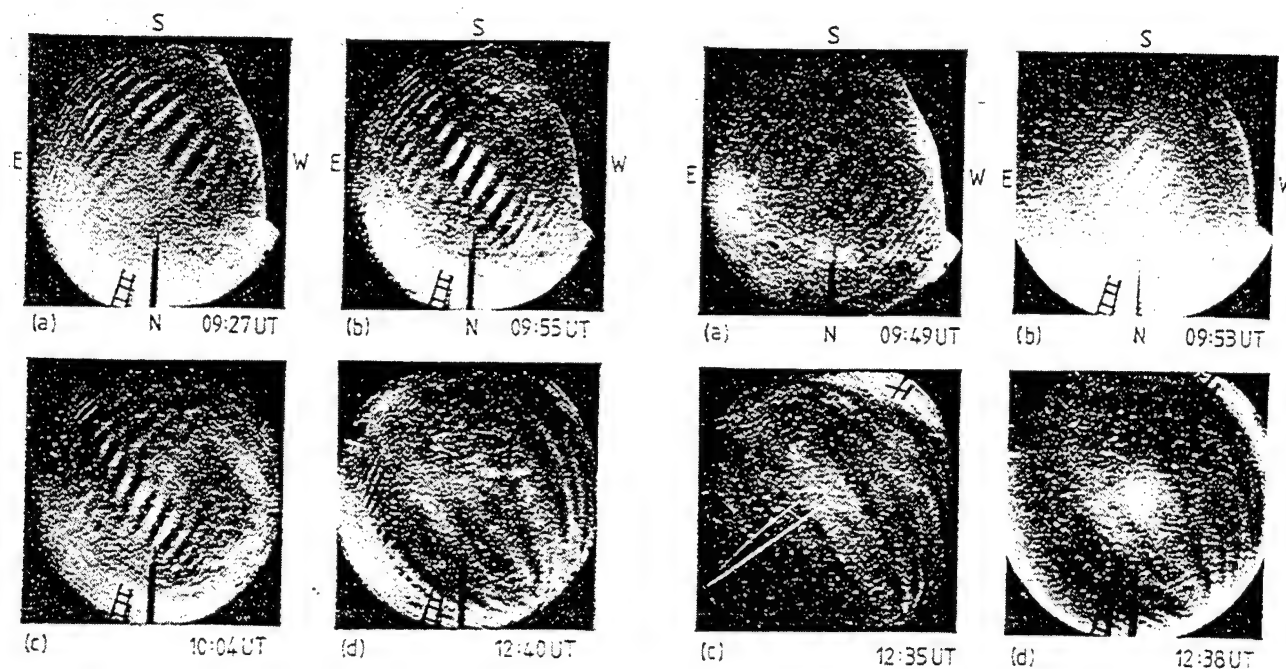 S S
E W E W
(a) N 09:27UT (b) N 09:55UT
(c) 10:04UT (d) 12:40UT
S S
E W E W
(a) N 09:49UT (b) N 09:53UT
(c) 12:35UT (d) 12:38UT